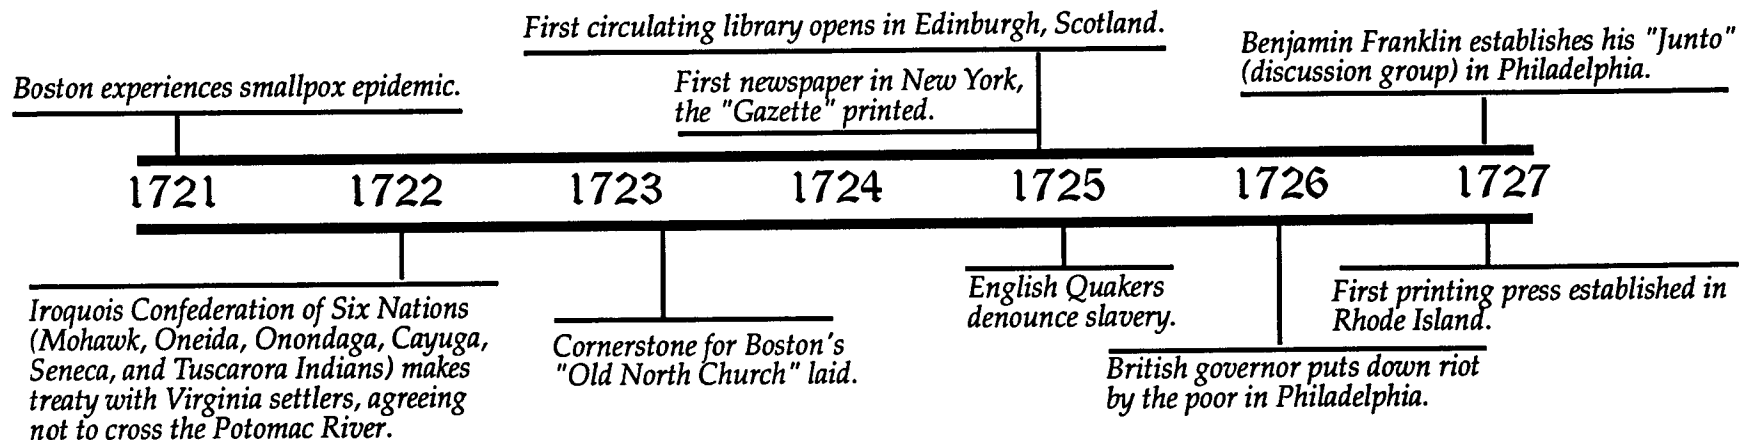 First circulating library opens in Edinburgh, Scotland.
Boston experiences smallpox epidemic.
First newspaper in New York,
the "Gazette" printed.
Benjamin Franklin establishes his "Junto"
(discussion group) in Philadelphia.
1721 1722 1723 1724 1725 1726 1727
Iroquois Confederation of Six Nations
(Mohawk, Oneida, Onondaga, Cayuga,
Seneca, and Tuscarora Indians) makes
treaty with Virginia settlers, agreeing
not to cross the Potomac River.
Cornerstone for Boston's
"Old North Church" laid.
English Quakers
denounce slavery.
British governor puts down riot
by the poor in Philadelphia.
First printing press established in
Rhode Island.